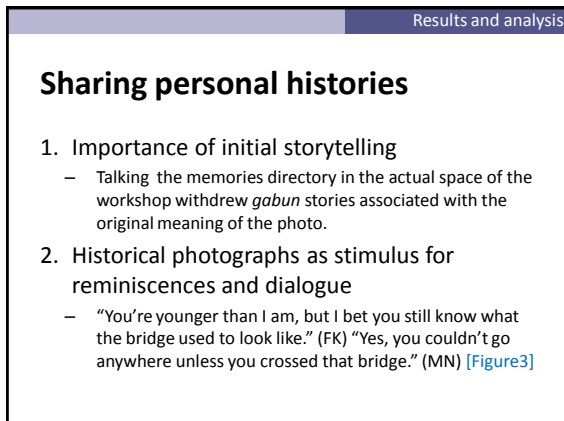 Results and analysis
Sharing personal histories
1. Importance of initial storytelling
– Talking the memories directory in the actual space of the
workshop withdrew gabun stories associated with the
original meaning of the photo.
2. Historical photographs as stimulus for
reminiscences and dialogue
– “You’re younger than I am, but I bet you still know what
the bridge used to look like.” (FK) “Yes, you couldn’t go
anywhere unless you crossed that bridge.” (MN) [Figure3]